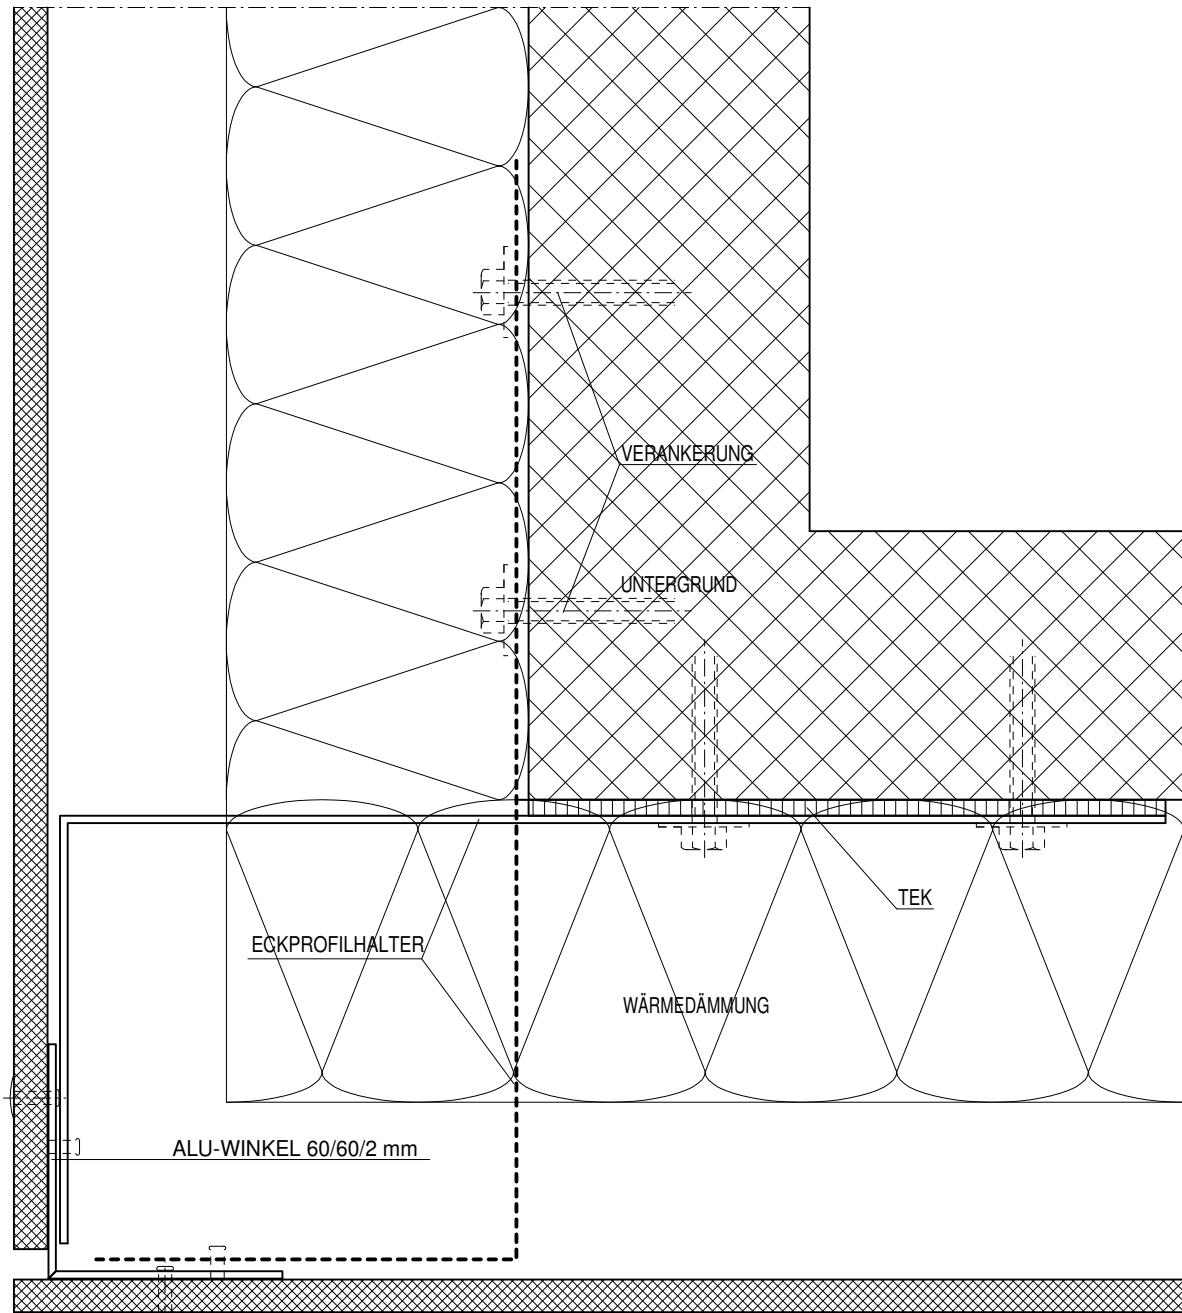 VERANKERUNG
UNTERGRUND
TEK
ECKPROFILHALTER
WÄRMEDÄMMUNG
ALU-WINKEL 60/60/2 mm